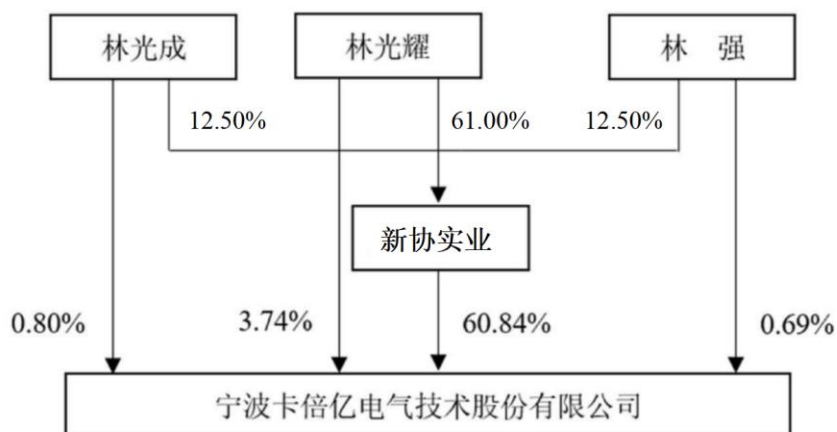 林光成 林光耀 林 强
12.50% 61.00% 12.50%
新协实业
0.80% 3.74% 60.84% 0.69%
宁波卡倍亿电气技术股份有限公司